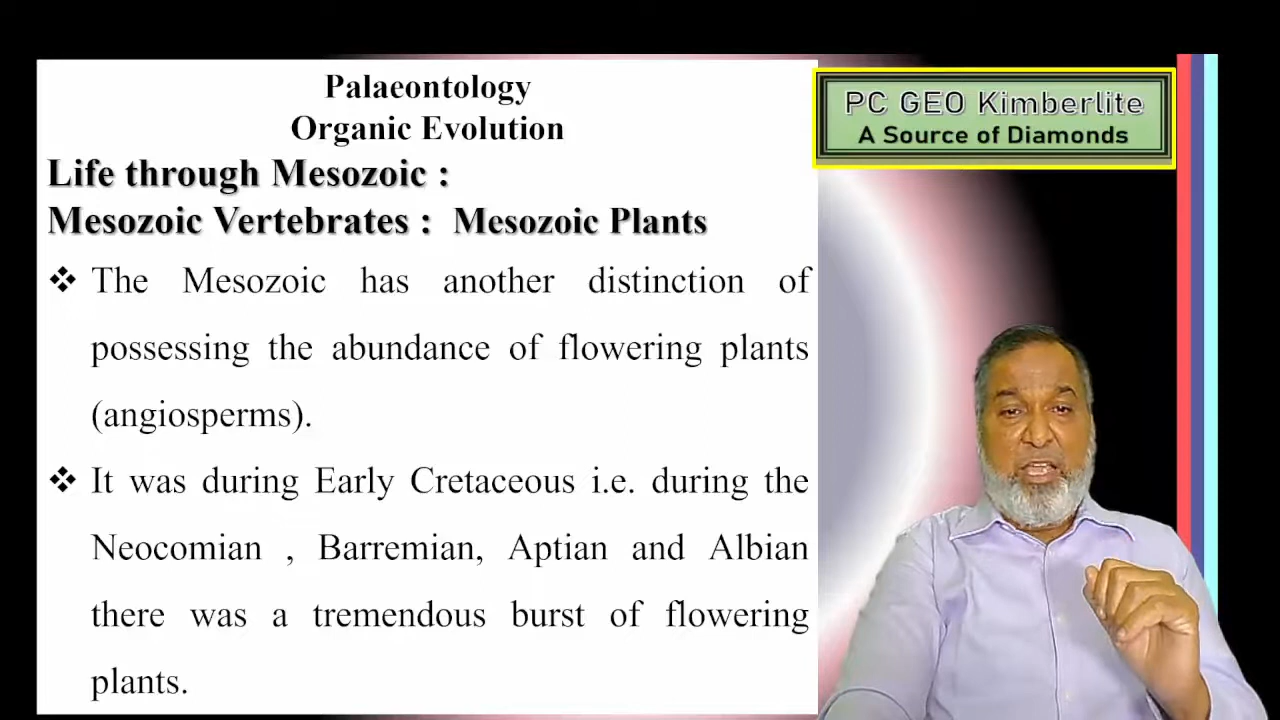 Palaeontology
Organic Evolution
Life through Mesozoic :
Mesozoic Vertebrates : Mesozoic Plants
❖ The Mesozoic has another distinction of
possessing the abundance of flowering plants
(angiosperms).
❖ It was during Early Cretaceous i.e. during the
Neocomian , Barremian, Aptian and Albian
there was a tremendous burst of flowering
plants.
PC GEO Kimberlite
A Source of Diamonds